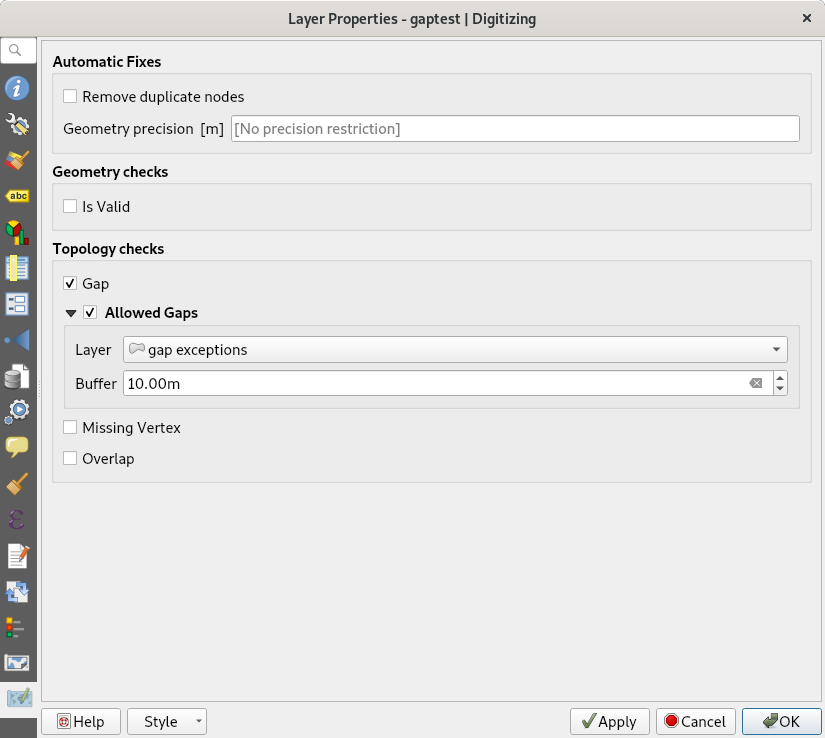 Layer Properties - gaptest | Digitizing
Automatic Fixes
Remove duplicate nodes
Geometry precision [m] [No precision restriction]
Geometry checks
Is Valid
abc
Topology checks
Gap
Allowed Gaps
Layer gap exceptions
Buffer 10.00m
Missing Vertex
Overlap
Help Style Apply Cancel OK